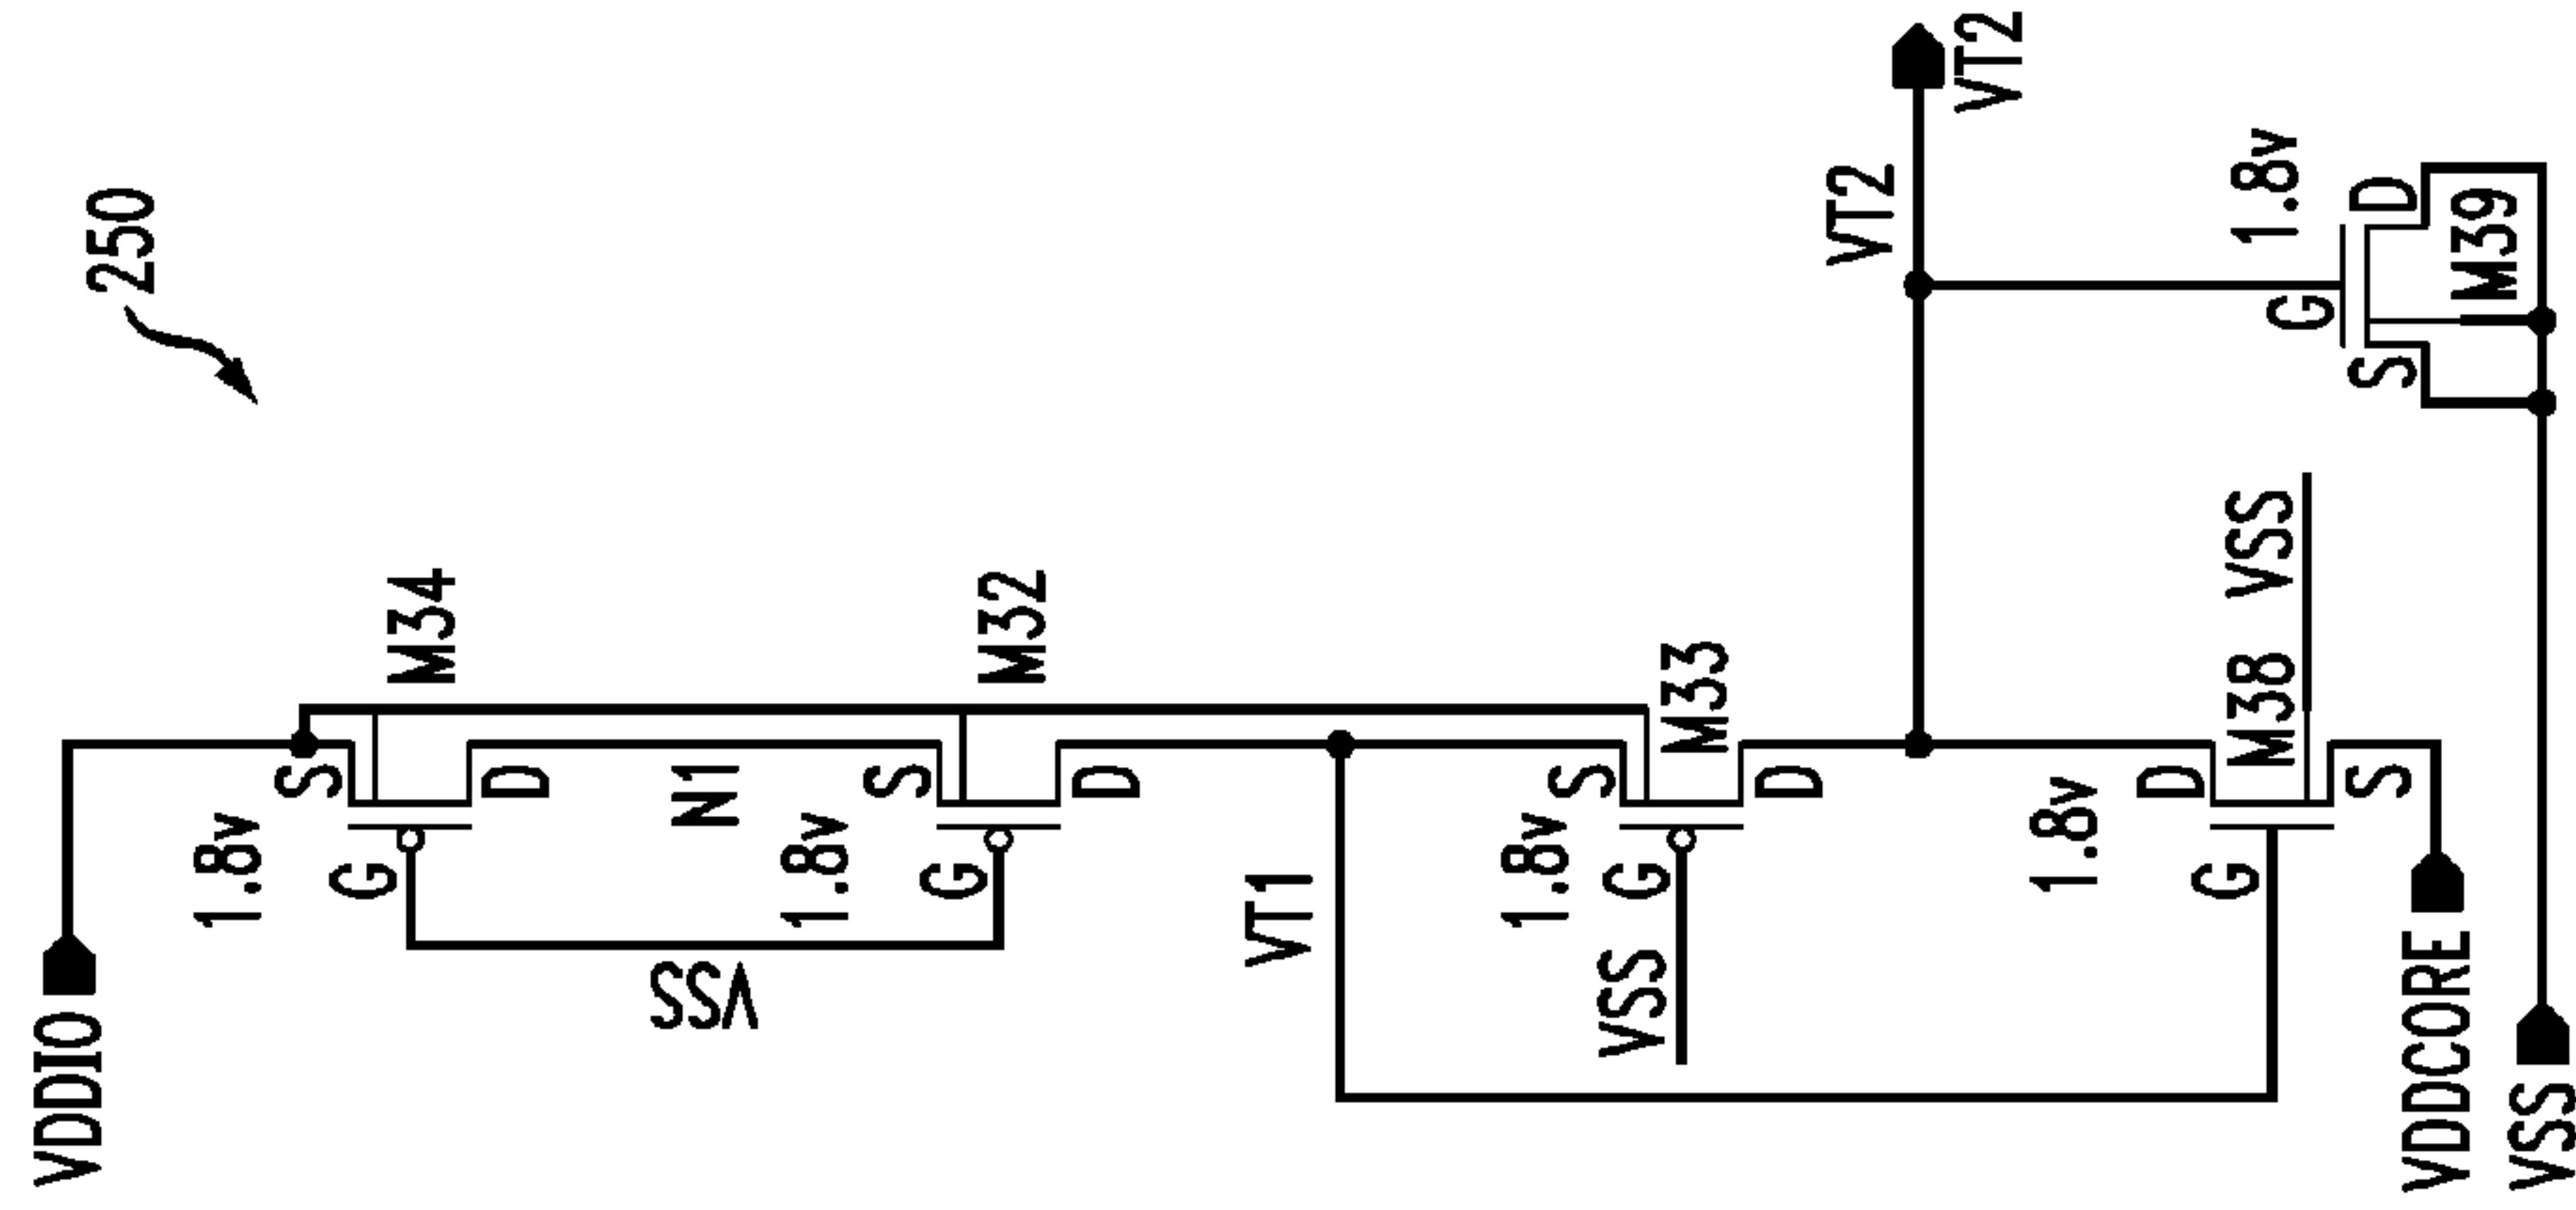 VDDIO
250
1.8v
S
G
M34
D
VSS
N1
1.8v
S
G
M32
D
VT1
1.8v
S
VSS
G
M33
D
VT2
VT2
1.8v
D
G
M38 VSS
1.8v
G
S
S
D
VDDCORE
M39
VSS